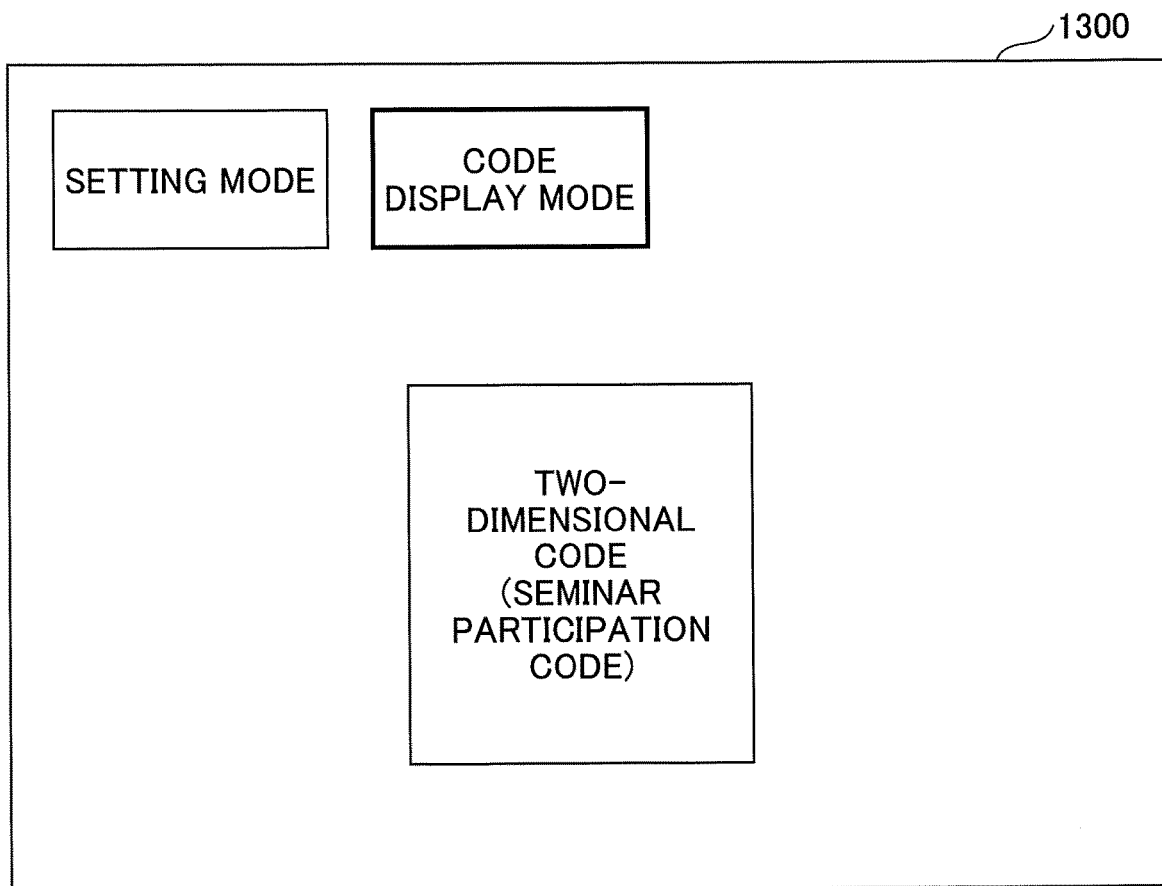 1300
SETTING MODE
CODE
DISPLAY MODE
TWO-
DIMENSIONAL
CODE
(SEMINAR
PARTICIPATION
CODE)